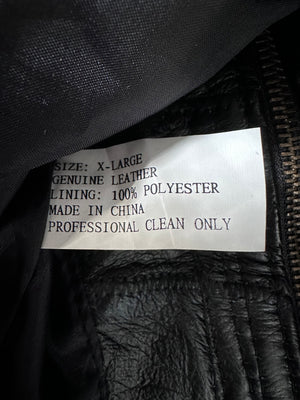 SIZE: X-LARGE
GENUINE LEATHER
LINING: 100% POLYESTER
MADE IN CHINA
PROFESSIONAL CLEAN ONLY